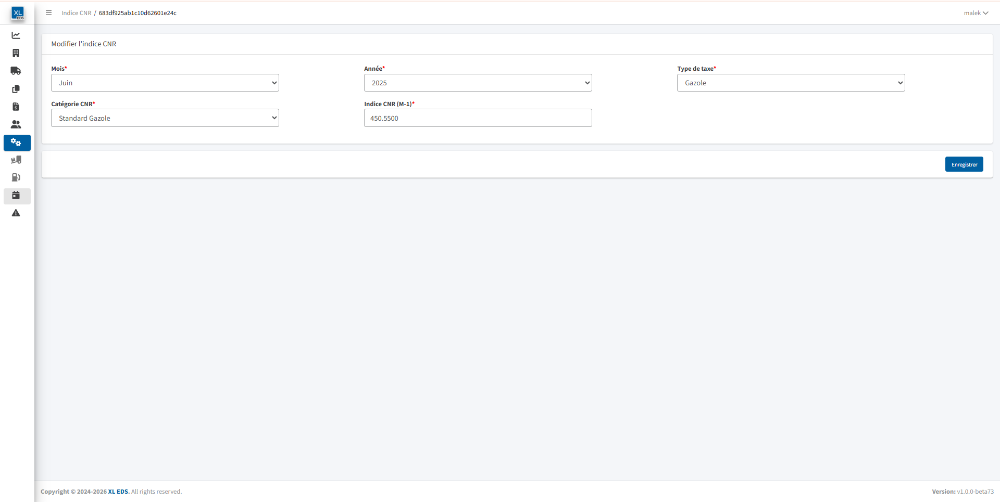 XL
EDS
Indice CNR / 683df925ab1c10d62601e24c
malek
Modifier l'indice CNR
Mois*
Année*
Type de taxe*
Juin
2025
Gazole
Catégorie CNR*
Indice CNR (M-1)*
Standard Gazole
450.5500
Enregistrer
Copyright © 2024-2026 XL EDS. All rights reserved.
Version: v1.0.0-beta73